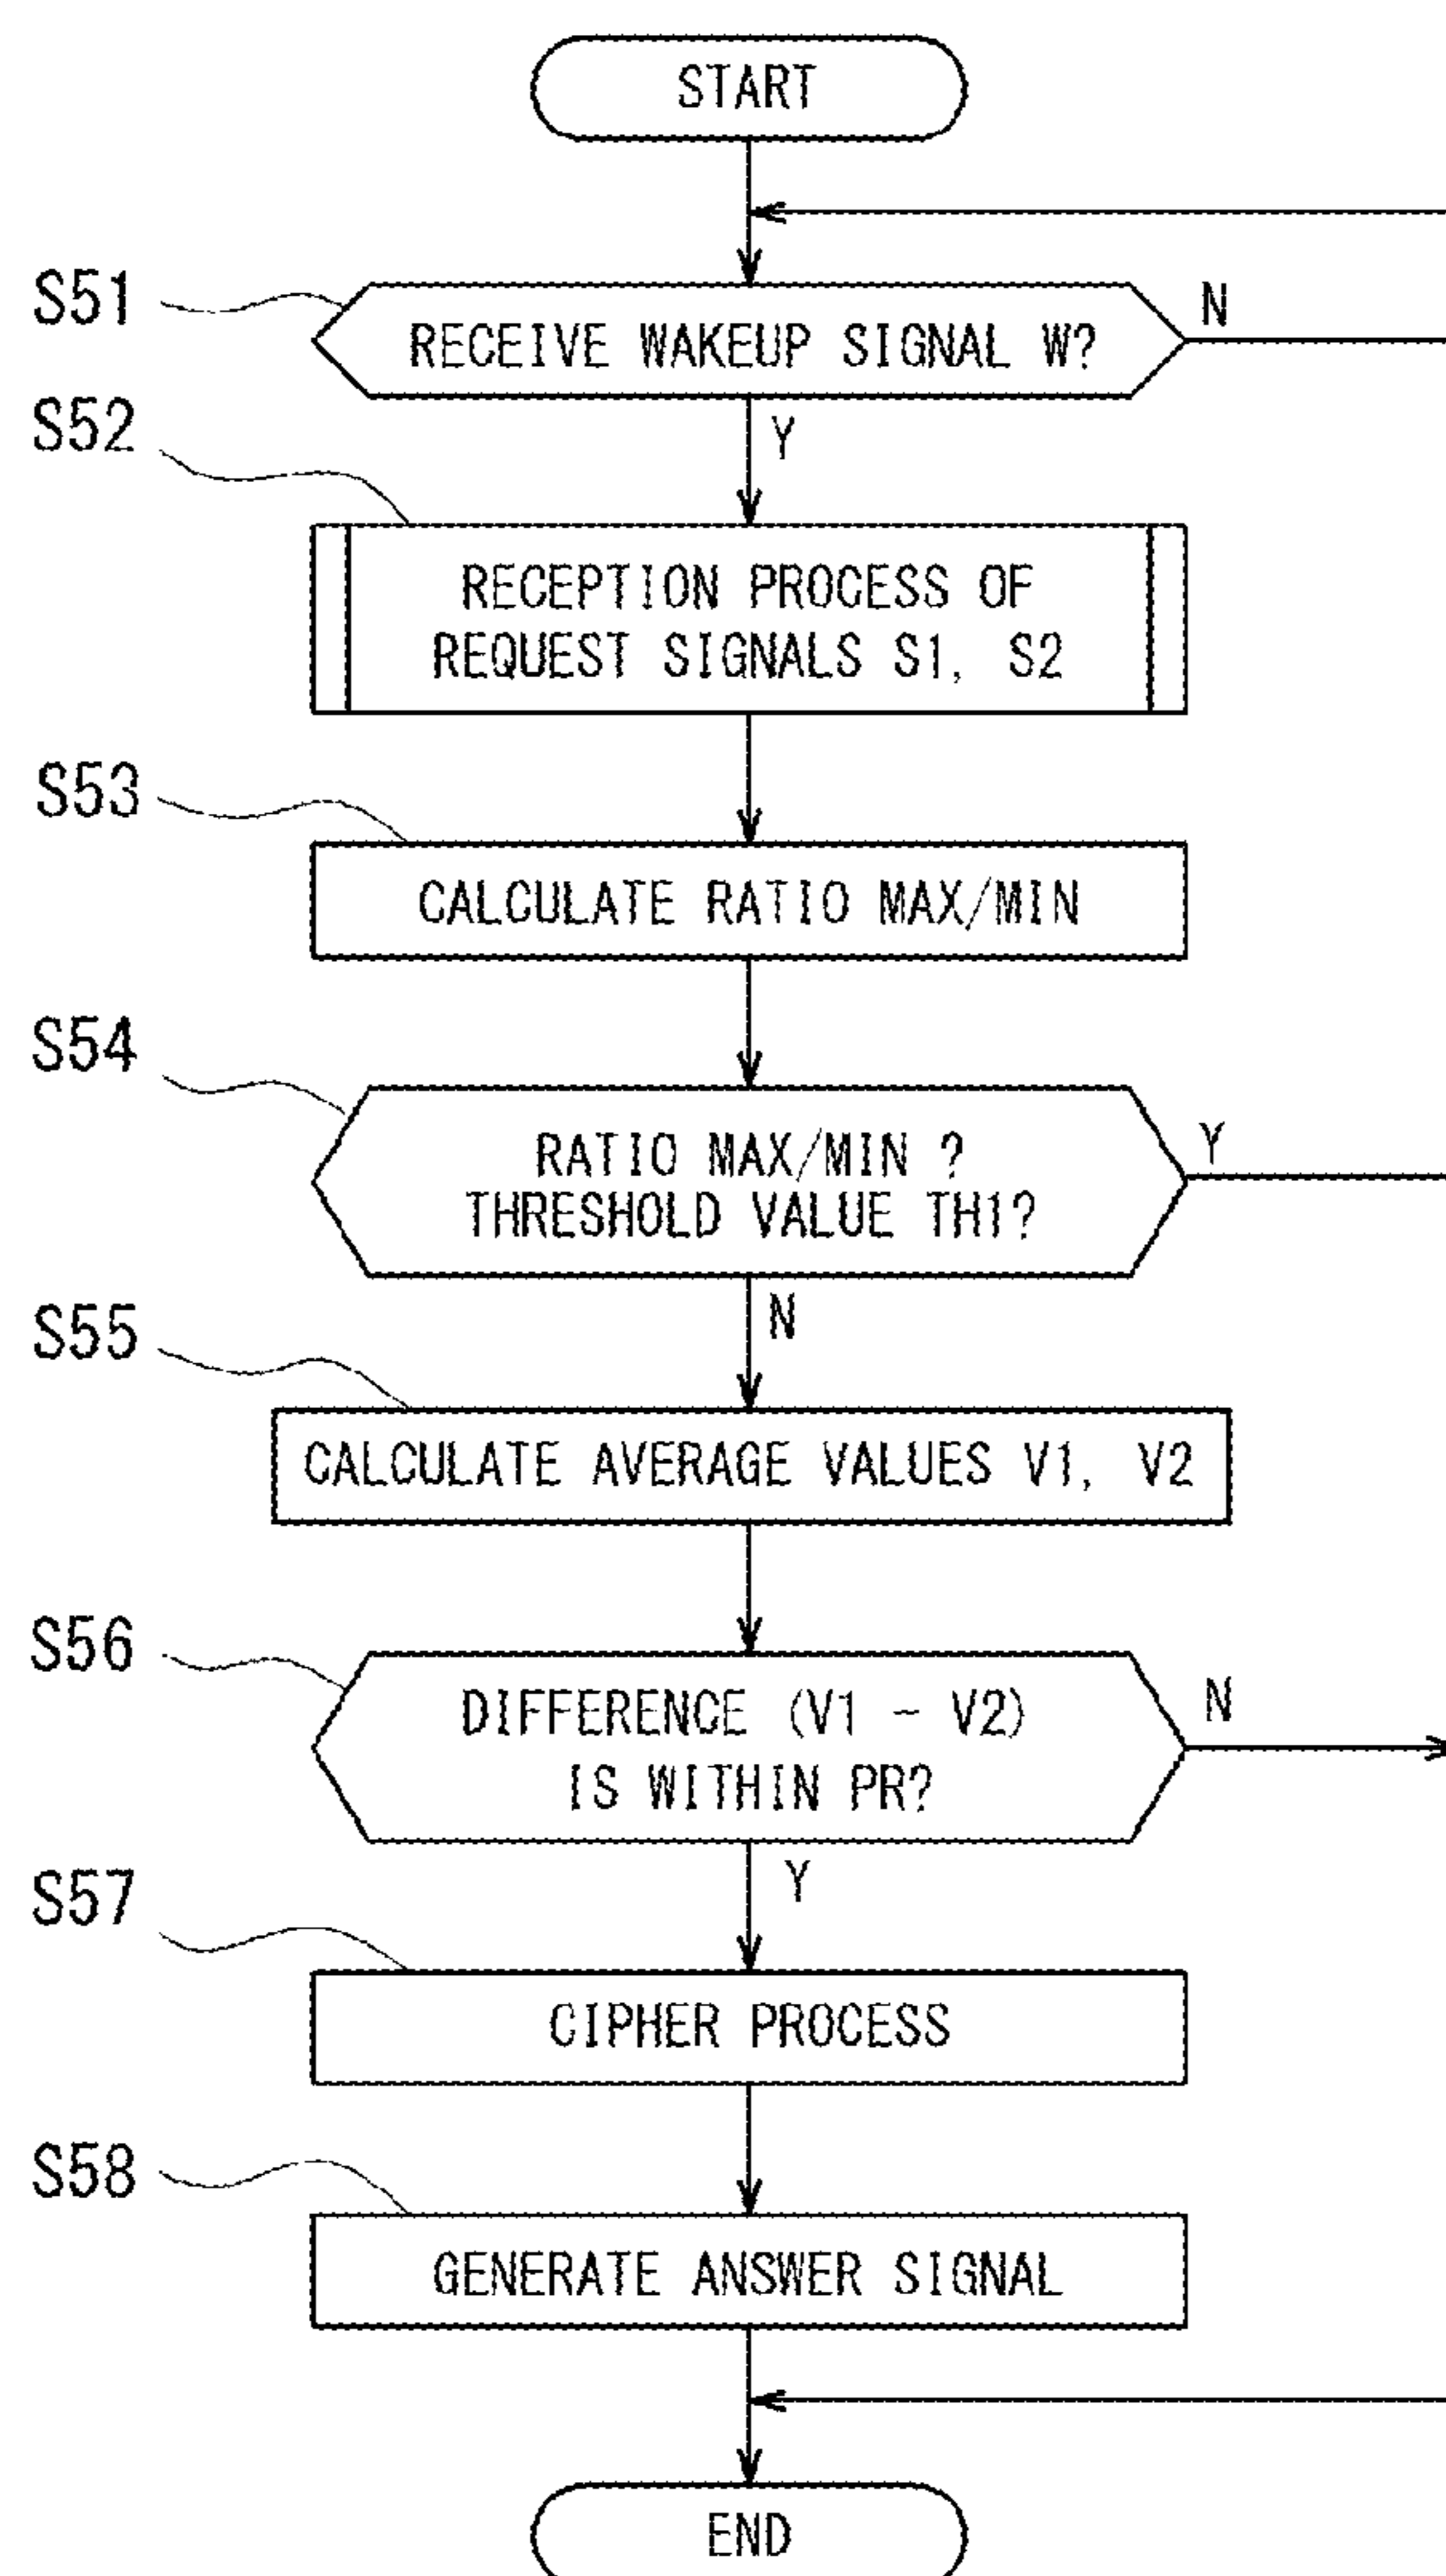 START
S51
RECEIVE WAKEUP SIGNAL W?
N
Y
S52
RECEPTION PROCESS OF
REQUEST SIGNALS S1, S2
S53
CALCULATE RATIO MAX/MIN
S54
RATIO MAX/MIN ?
THRESHOLD VALUE TH1?
Y
N
S55
CALCULATE AVERAGE VALUES V1, V2
S56
DIFFERENCE (V1 - V2)
IS WITHIN PR?
N
Y
S57
CIPHER PROCESS
S58
GENERATE ANSWER SIGNAL
END